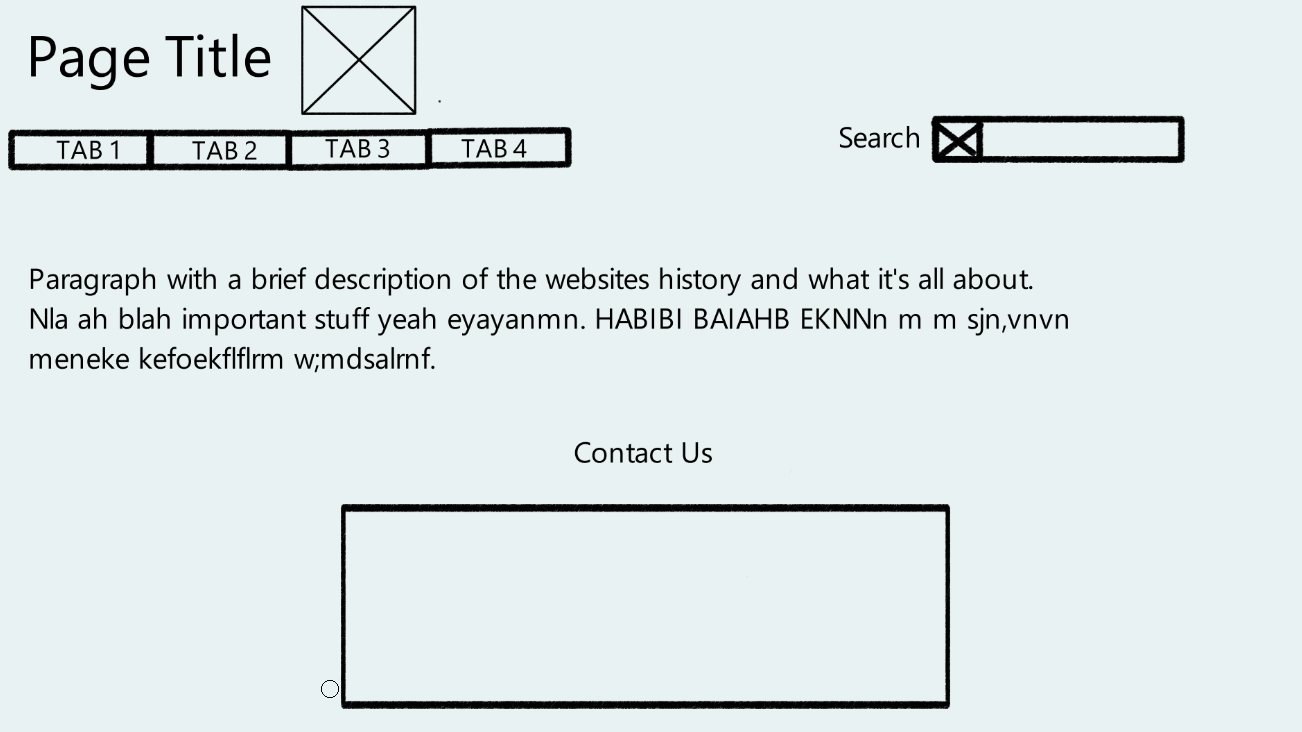 Page Title
TAB 1 TAB 2 TAB 3 TAB 4
Search
Paragraph with a brief description of the websites history and what it's all about.
Nla ah blah important stuff yeah eyayanmn. HABIBI BAIAHB EKNNn m m sjn,vnvn
meneke kefoekflflrm w;mdsalrnf.
Contact Us